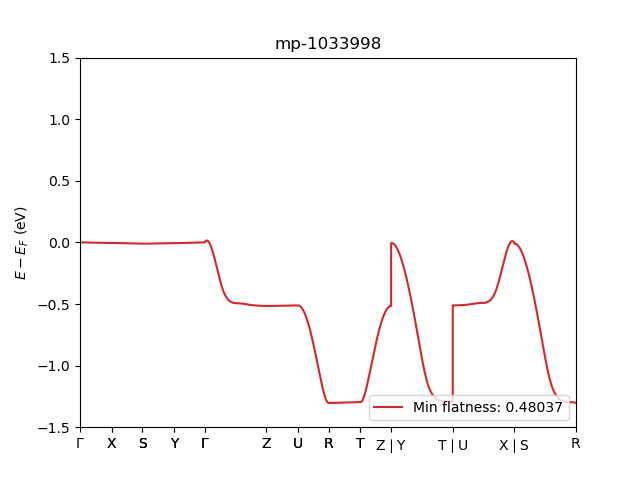 mp-1033998
E − E_F (eV)
1.5
1.0
0.5
0.0
−0.5
−1.0
−1.5
Min flatness: 0.48037
Γ X S Y Γ Z U R T Z | Y T | U X | S R